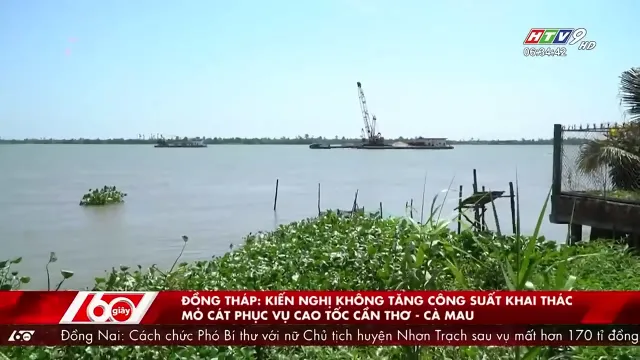 HTV9 HD
06:34:42
60 giây
ĐỒNG THÁP: KIẾN NGHỊ KHÔNG TĂNG CÔNG SUẤT KHAI THÁC
MỎ CÁT PHỤC VỤ CAO TỐC CẦN THƠ - CÀ MAU
60 Đồng Nai: Cách chức Phó Bí thư với nữ Chủ tịch huyện Nhơn Trạch sau vụ mất hơn 170 tỉ đồng